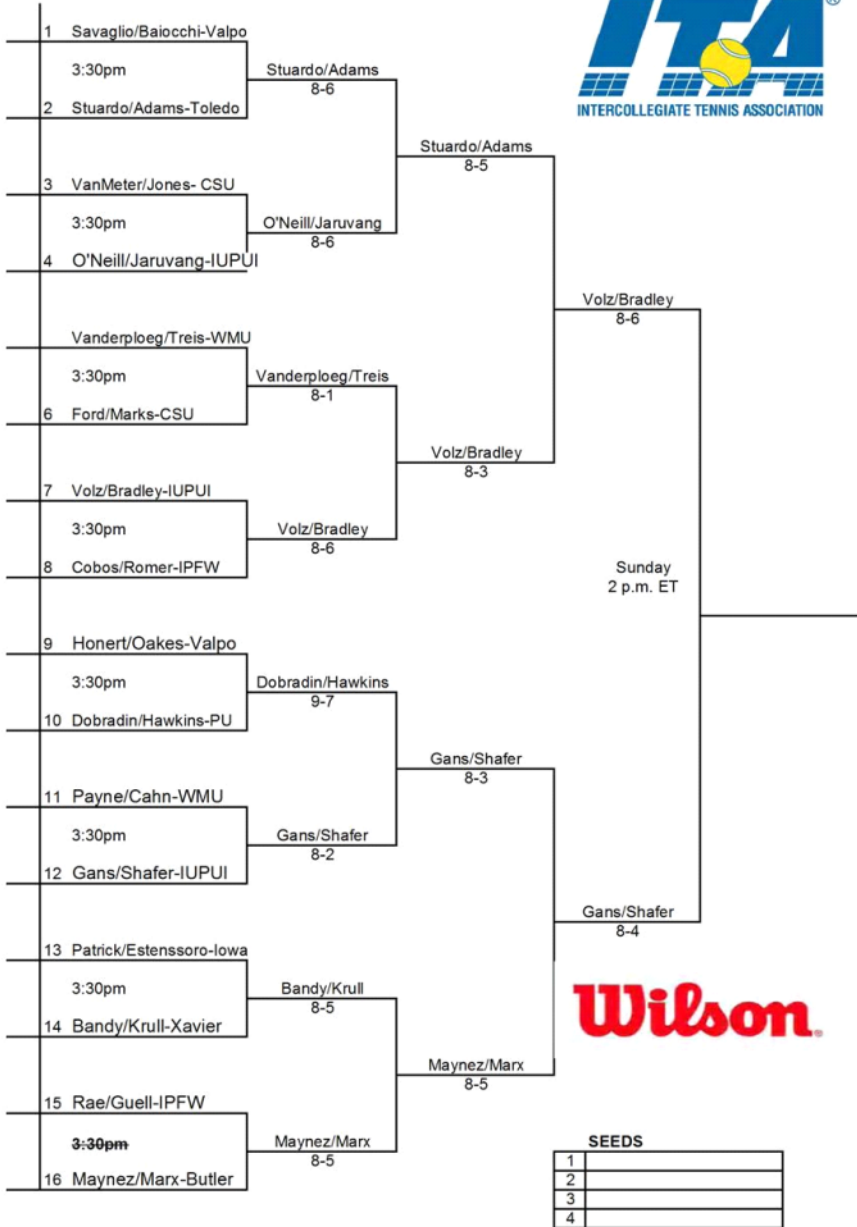 ITA®
INTERCOLLEGIATE TENNIS ASSOCIATION
1 Savaglio/Baiocchi-Valpo
3:30pm
2 Stuardo/Adams-Toledo
3 VanMeter/Jones- CSU
3:30pm
4 O'Neill/Jaruvang-IUPUI
Vanderploeg/Treis-WMU
3:30pm
6 Ford/Marks-CSU
7 Volz/Bradley-IUPUI
3:30pm
8 Cobos/Romer-IPFW
9 Honert/Oakes-Valpo
3:30pm
10 Dobradin/Hawkins-PU
11 Payne/Cahn-WMU
3:30pm
12 Gans/Shafer-IUPUI
13 Patrick/Estenssoro-Iowa
3:30pm
14 Bandy/Krull-Xavier
15 Rae/Guell-IPFW
3:30pm
16 Maynez/Marx-Butler
Stuardo/Adams
8-6
O'Neill/Jaruvang
8-6
Vanderploeg/Treis
8-1
Volz/Bradley
8-6
Dobradin/Hawkins
9-7
Gans/Shafer
8-2
Bandy/Krull
8-5
Maynez/Marx
8-5
Stuardo/Adams
8-5
Volz/Bradley
8-3
Gans/Shafer
8-3
Maynez/Marx
8-5
Volz/Bradley
8-6
Gans/Shafer
8-4
Sunday
2 p.m. ET
Wilson.
SEEDS
1
2
3
4